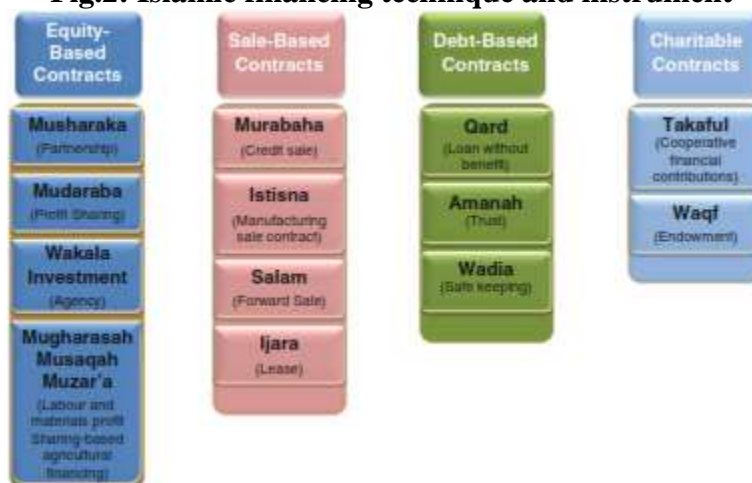 Fig.2: Islamic financing technique and instrument
Equity-
Based
Contracts
Musharaka
(Partnership)
Mudaraba
(Profit Sharing)
Wakala
Investment
(Agency)
Mugharasah
Musaqah
Muzar'a
(Labour and
materials profit
Sharing-based
agricultural
financing)
Sale-Based
Contracts
Murabaha
(Credit sale)
Istisna
(Manufacturing
sale contract)
Salam
(Forward Sale)
Ijara
(Lease)
Debt-Based
Contracts
Qard
(Loan without
benefit)
Amanah
(Trust)
Wadia
(Safe keeping)
Charitable
Contracts
Takaful
(Cooperative
financial
contributions)
Waqf
(Endowment)